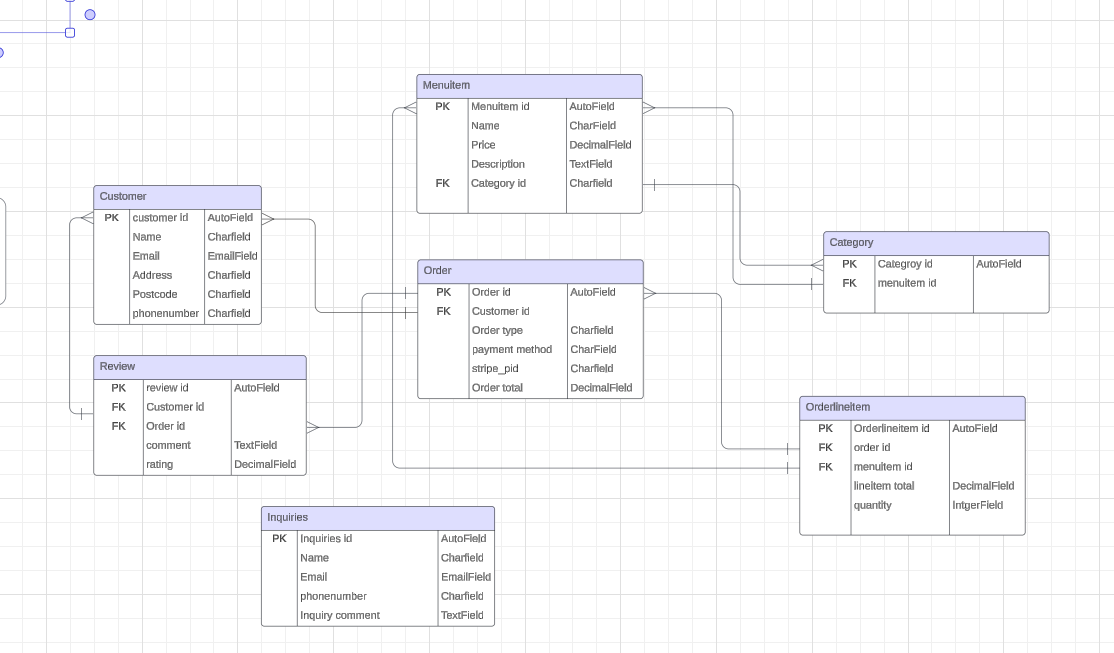 Menuitem
PK Menuitem id AutoField
Name CharField
Price DecimalField
Description TextField
FK Category id Charfield
Customer
PK customer id AutoField
Name Charfield
Email EmailField
Address Charfield
Postcode Charfield
phonenumber Charfield
Category
PK Categroy id AutoField
FK menuitem id
Order
PK Order id AutoField
FK Customer id
Order type Charfield
payment method CharField
stripe_pid Charfield
Order total DecimalField
Review
PK review id AutoField
FK Customer id
FK Order id
comment TextField
rating DecimalField
OrderlineItem
PK Orderlineitem id AutoField
FK order id
FK menuitem id
lineitem total DecimalField
quantity IntgerField
Inquiries
PK Inquiries id AutoField
Name Charfield
Email EmailField
phonenumber Charfield
Inquiry comment TextField